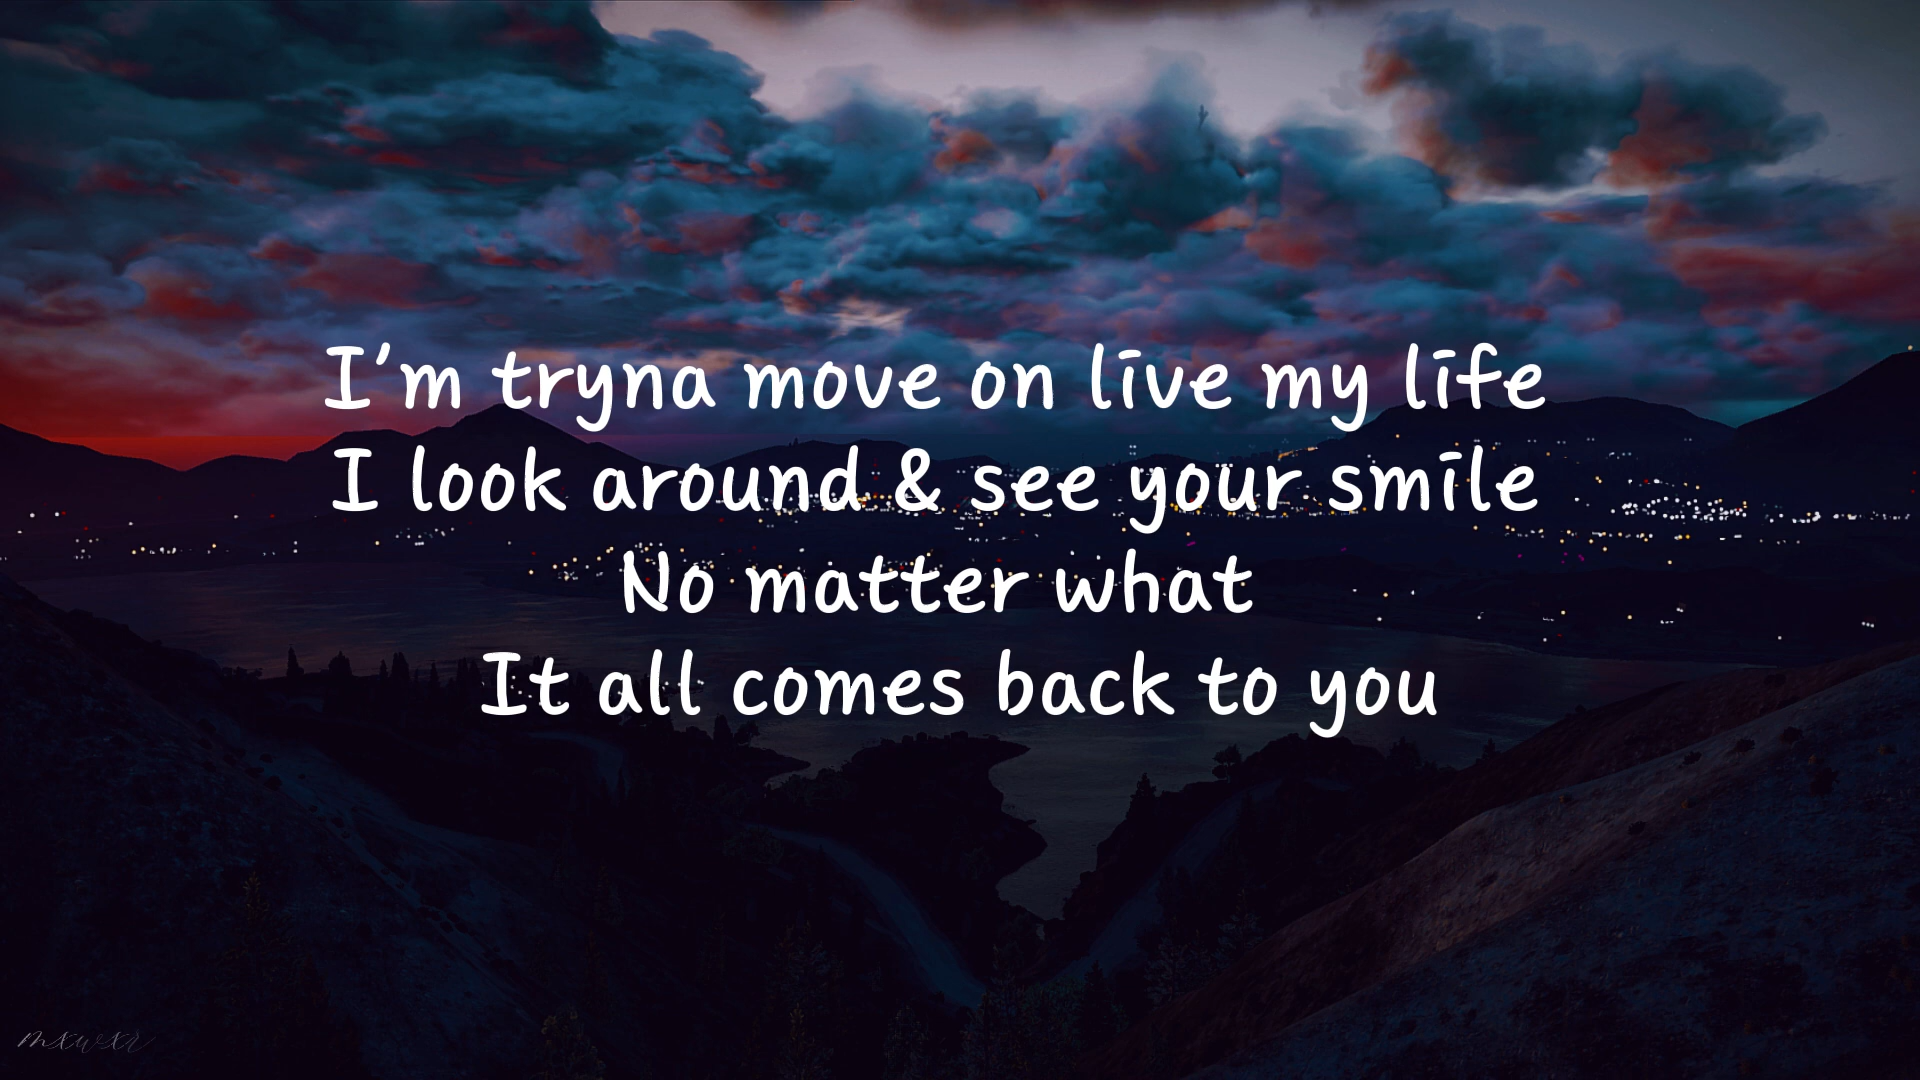 I'm tryna move on live my life
I look around & see your smile
No matter what
It all comes back to you
mxwxr